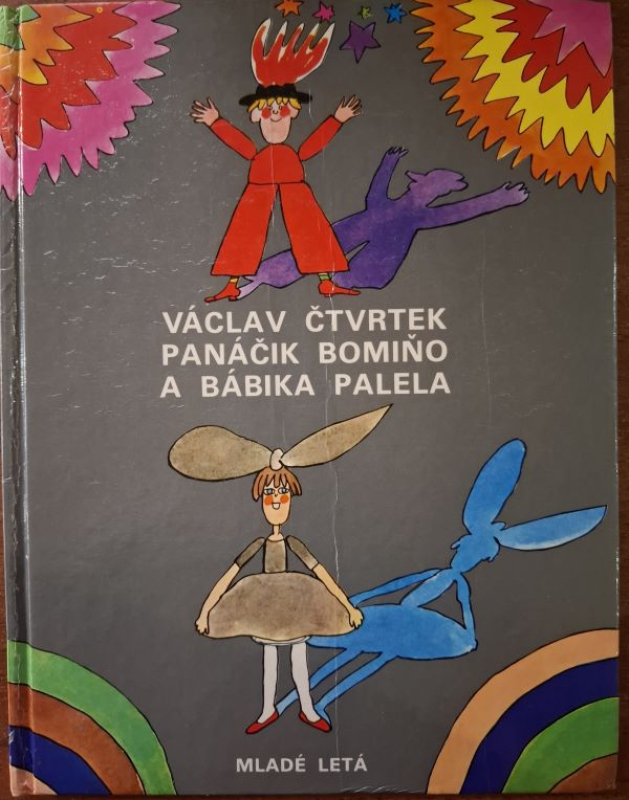 VÁCLAV ČTVRTEK
PANÁČIK BOMIŇO
A BÁBIKA PALELA
MLADÉ LETÁ